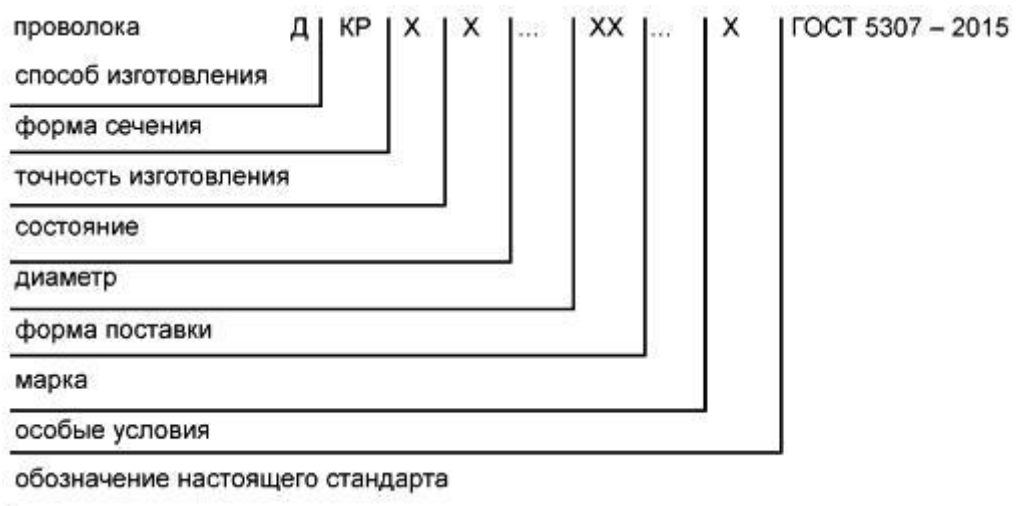 проволока Д КР Х Х ... ХХ ... Х ГОСТ 5307 – 2015
способ изготовления
форма сечения
точность изготовления
состояние
диаметр
форма поставки
марка
особые условия
обозначение настоящего стандарта